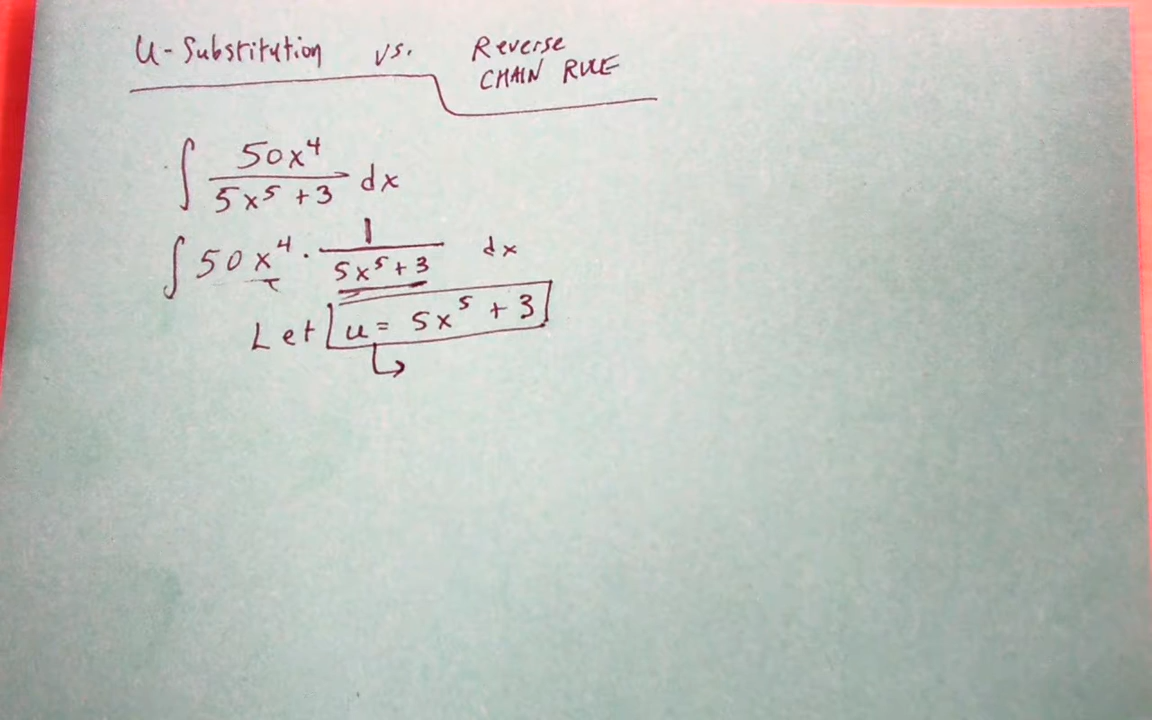 U-Substitution vs. Reverse CHAIN RULE
∫ 50x⁴ / 5x⁵ + 3 dx
∫ 50x⁴ · 1 / 5x⁵ + 3 dx
Let u = 5x⁵ + 3
↳